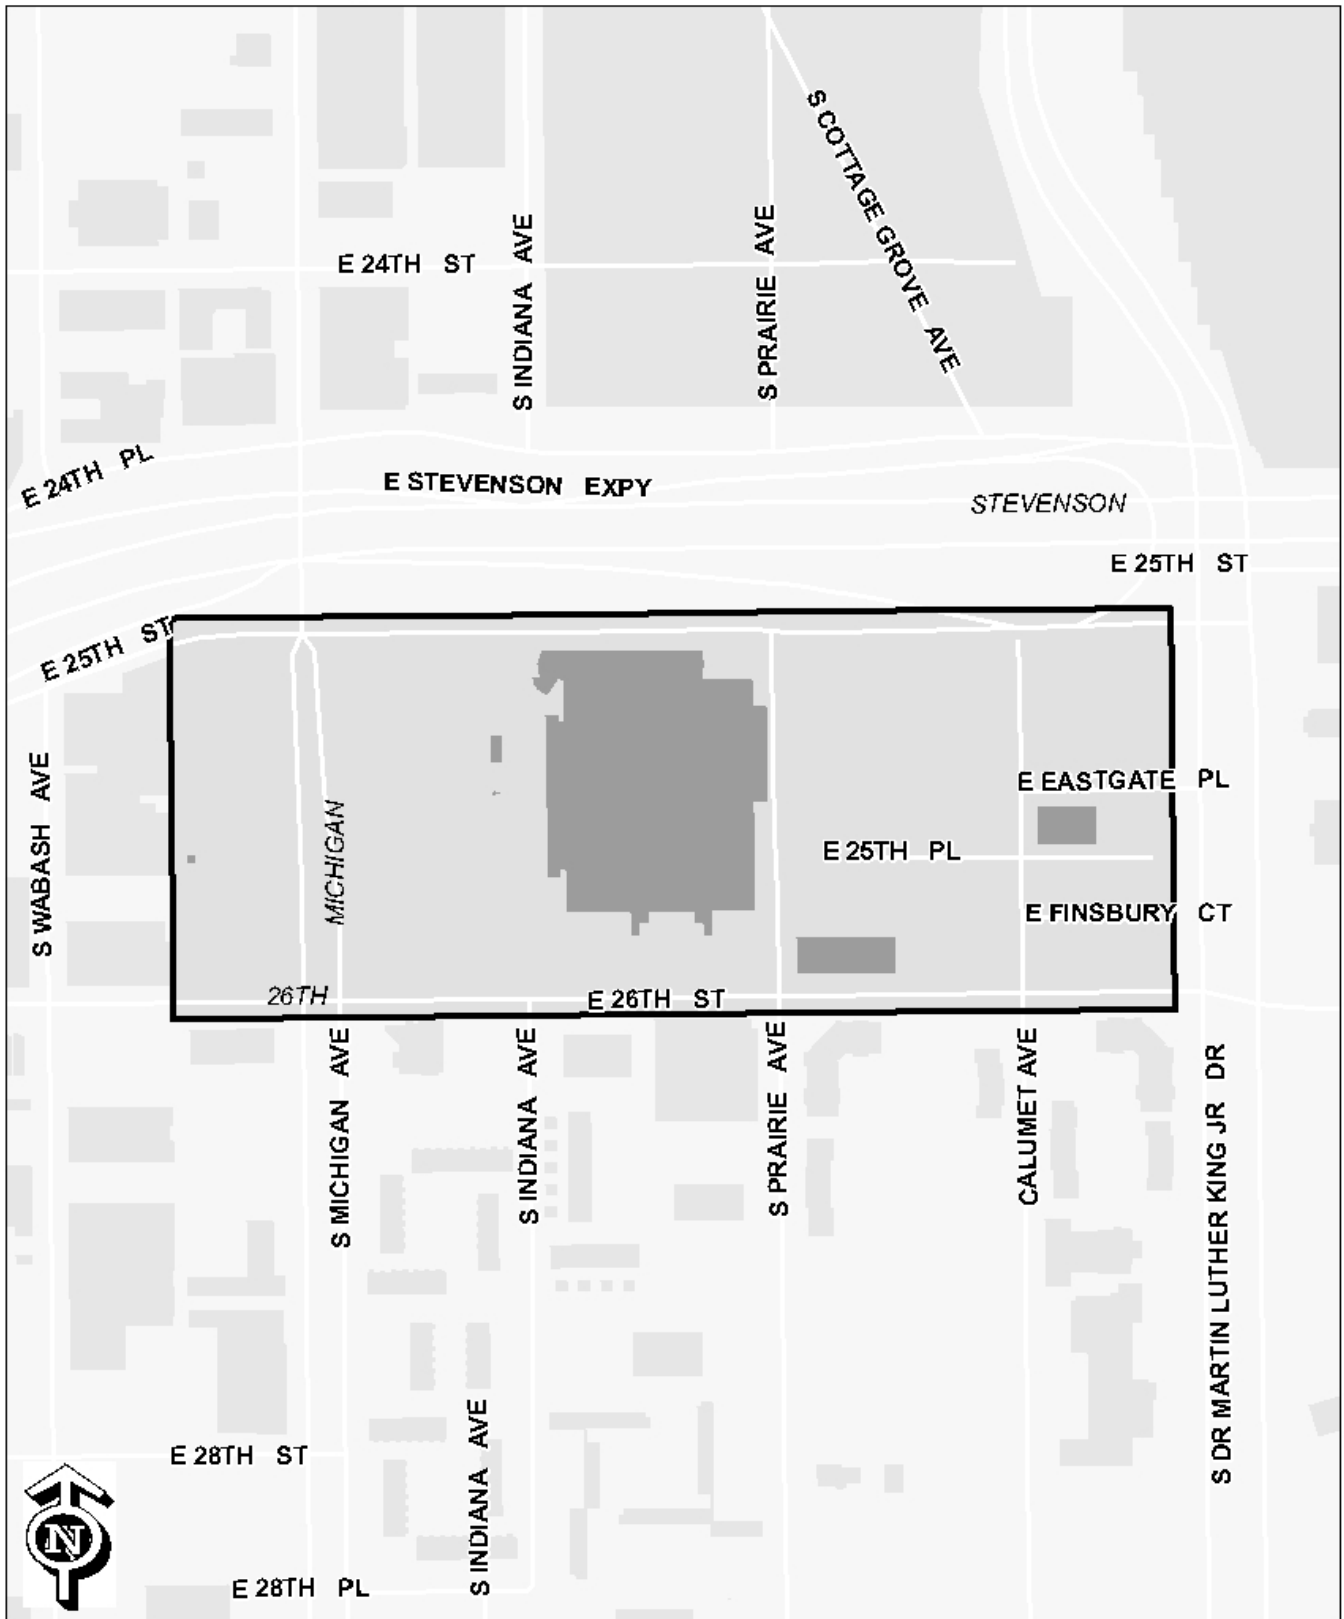 S COTTAGE GROVE AVE
E 24TH ST
S INDIANA AVE
S PRAIRIE AVE
E 24TH PL
E STEVENSON EXPY
STEVENSON
E 25TH ST
E 25TH ST
S WABASH AVE
MICHIGAN
E EASTGATE PL
E 25TH PL
E FINSBURY CT
26TH
E 26TH ST
S MICHIGAN AVE
S INDIANA AVE
S PRAIRIE AVE
CALUMET AVE
S DR MARTIN LUTHER KING JR DR
S INDIANA AVE
E 28TH ST
N
E 28TH PL